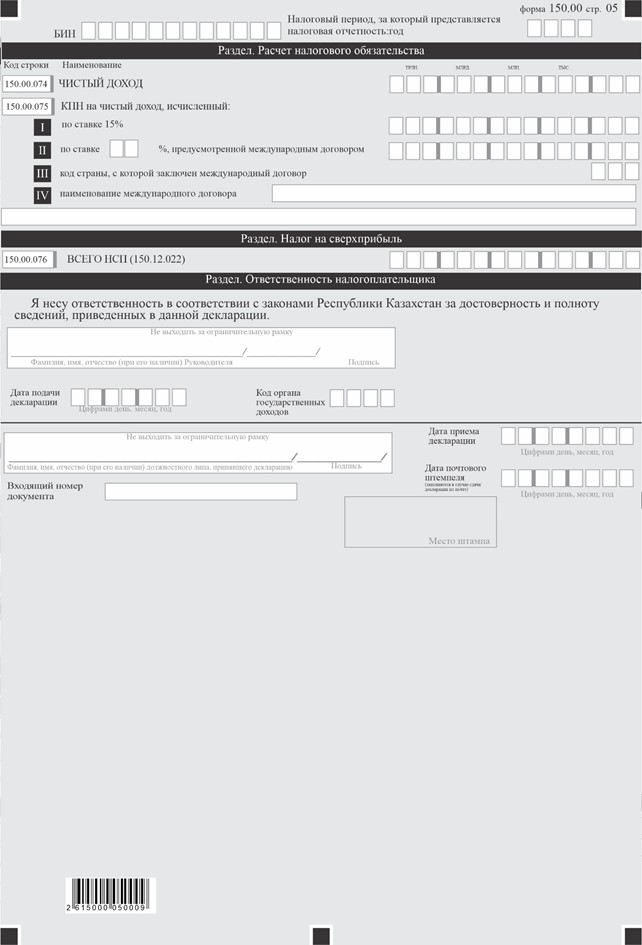 форма 150.00 стр. 05
Налоговый период, за который представляется
БИН налоговая отчетность:год
Раздел. Расчет налогового обязательства
Код строки Наименование трлн млрд млн тыс
150.00.074 ЧИСТЫЙ ДОХОД
150.00.075 КПН на чистый доход, исчисленный:
I по ставке 15%
II по ставке %, предусмотренной международным договором
III код страны, с которой заключен международный договор
IV наименование международного договора
Раздел. Налог на сверхприбыль
150.00.076 ВСЕГО НСП (150.12.022)
Раздел. Ответственность налогоплательщика
Я несу ответственность в соответствии с законами Республики Казахстан за достоверность и полноту
сведений, приведенных в данной декларации.
Не выходить за ограничительную рамку
/ /
Фамилия, имя, отчество (при его наличии) Руководителя Подпись
Дата подачи
декларации
Цифрами день, месяц, год
Код органа
государственных
доходов
Не выходить за ограничительную рамку
/ /
Фамилия, имя, отчество (при его наличии) должностного лица, принявшего декларацию Подпись
Дата приема
декларации
Цифрами день, месяц, год
Дата почтового
штемпеля
(заполняется в случае сдачи
декларации по почте)
Цифрами день, месяц, год
Входящий номер
документа
Место штампа
2 615000 050009